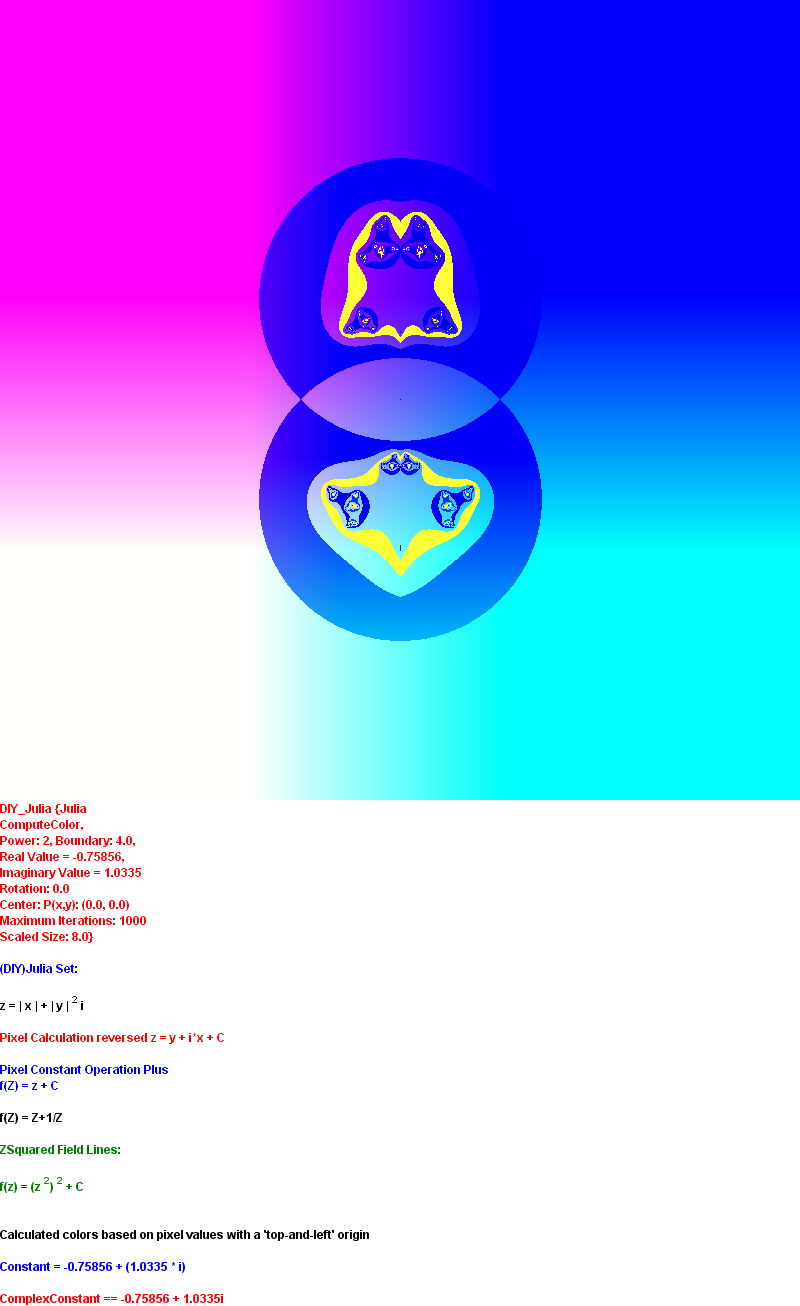 DIY_Julia {Julia
ComputeColor,
Power: 2, Boundary: 4.0,
Real Value = -0.75856,
Imaginary Value = 1.0335
Rotation: 0.0
Center: P(x,y): (0.0, 0.0)
Maximum Iterations: 1000
Scaled Size: 8.0}
(DIY)Julia Set:
z = | x | + | y | 2 i
Pixel Calculation reversed z = y + i*x + C
Pixel Constant Operation Plus
f(Z) = z + C
f(Z) = Z+1/Z
ZSquared Field Lines:
f(z) = (z 2) 2 + C
Calculated colors based on pixel values with a 'top-and-left' origin
Constant = -0.75856 + (1.0335 * i)
ComplexConstant == -0.75856 + 1.0335i